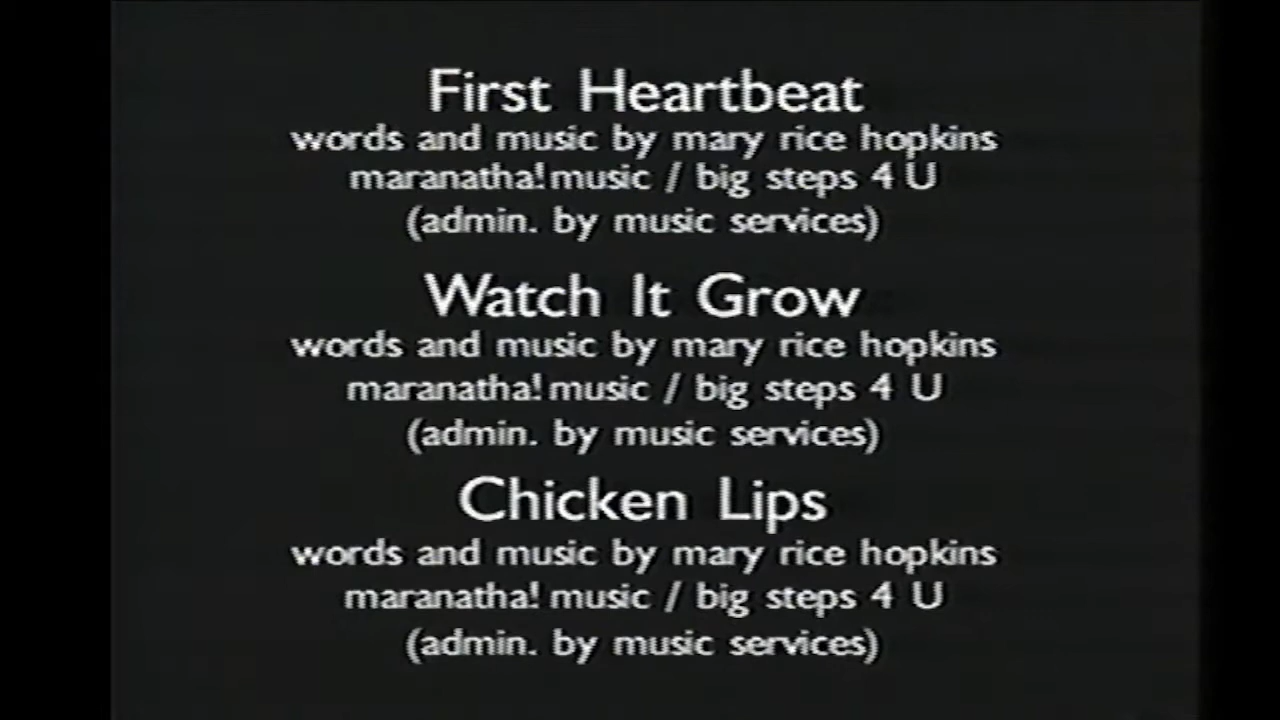 First Heartbeat
words and music by mary rice hopkins
maranatha! music / big steps 4 U
(admin. by music services)
Watch It Grow
words and music by mary rice hopkins
maranatha! music / big steps 4 U
(admin. by music services)
Chicken Lips
words and music by mary rice hopkins
maranatha! music / big steps 4 U
(admin. by music services)